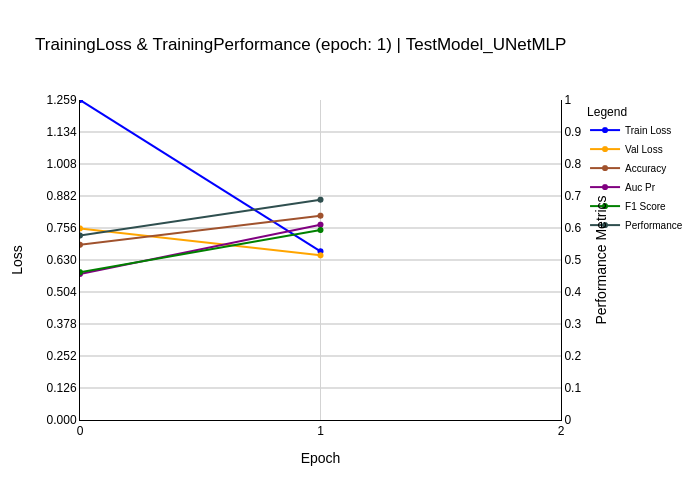 TrainingLoss & TrainingPerformance (epoch: 1) | TestModel_UNetMLP
Legend
Train Loss
Val Loss
Accuracy
Auc Pr
F1 Score
Performance
Loss
1.259
1.134
1.008
0.882
0.756
0.630
0.504
0.378
0.252
0.126
0.000
1
0.9
0.8
0.7
0.6
0.5
0.4
0.3
0.2
0.1
0
Performance Metrics
0
1
2
Epoch